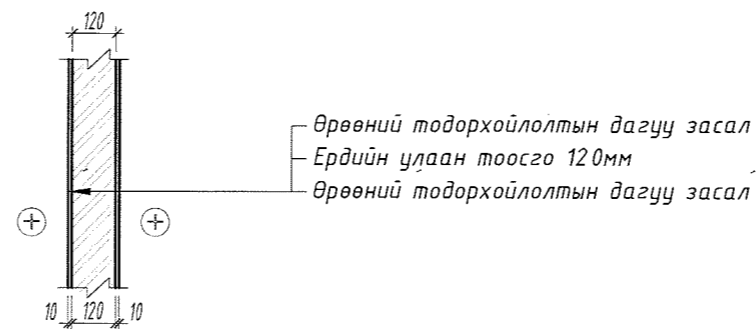 120
Өрөөний тодорхойлолтын дагуу засал
Ердийн улаан тоосго 120мм
Өрөөний тодорхойлолтын дагуу засал
10 120 10